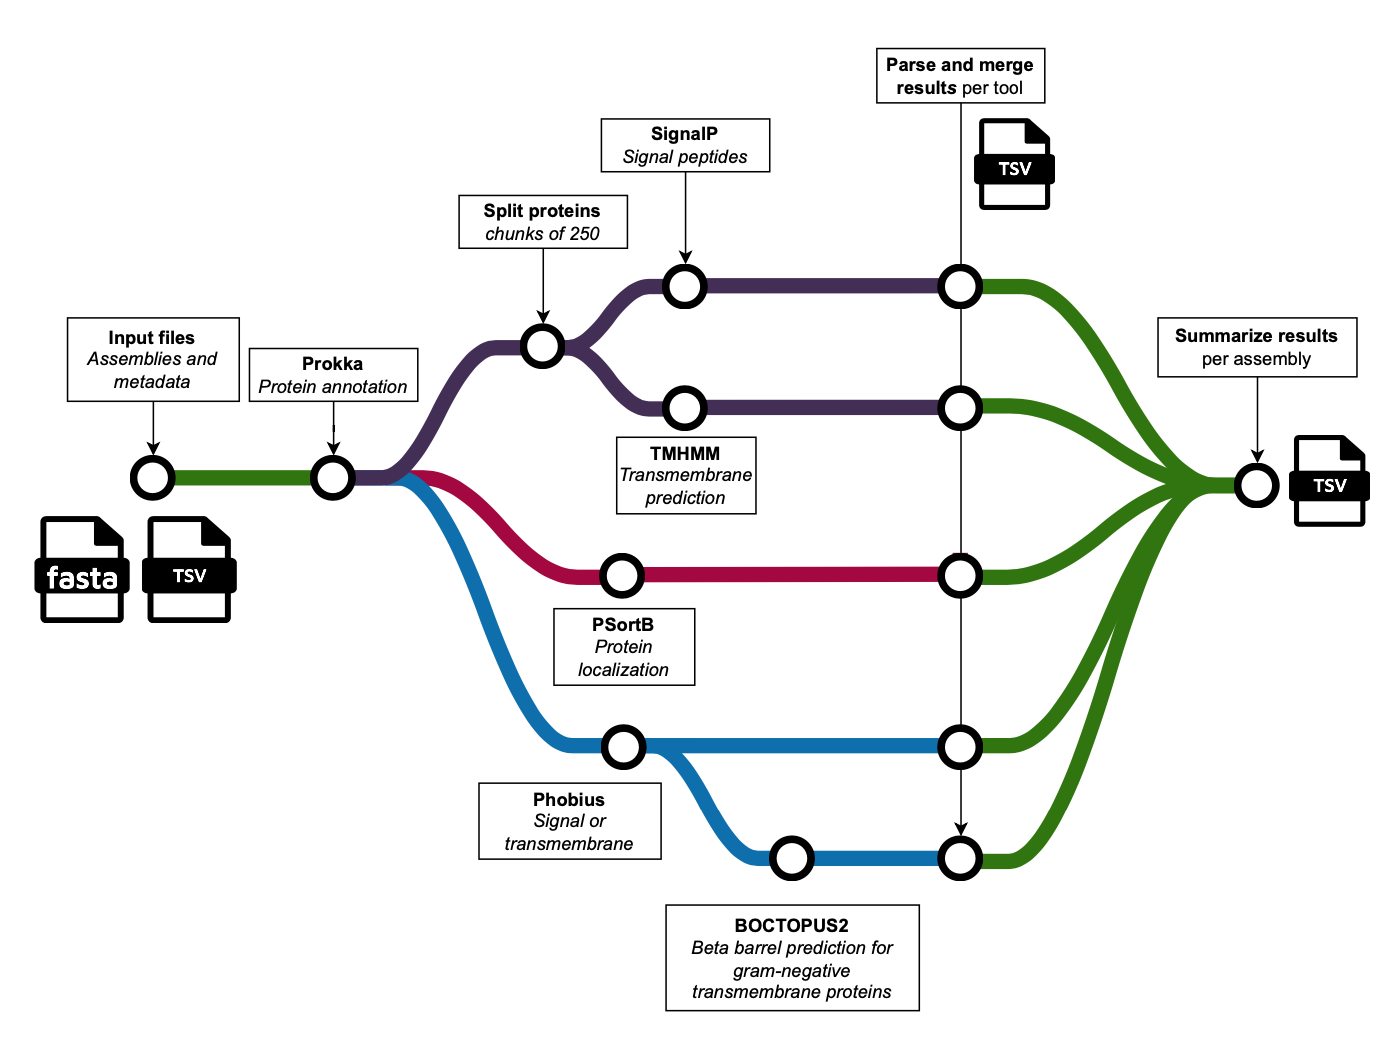 Parse and merge
results per tool
TSV
SignalP
Signal peptides
Split proteins
chunks of 250
Input files
Assemblies and
metadata
Prokka
Protein annotation
Summarize results
per assembly
TMHMM
Transmembrane
prediction
TSV
fasta
TSV
PSortB
Protein
localization
Phobius
Signal or
transmembrane
BOCTOPUS2
Beta barrel prediction for
gram-negative
transmembrane proteins